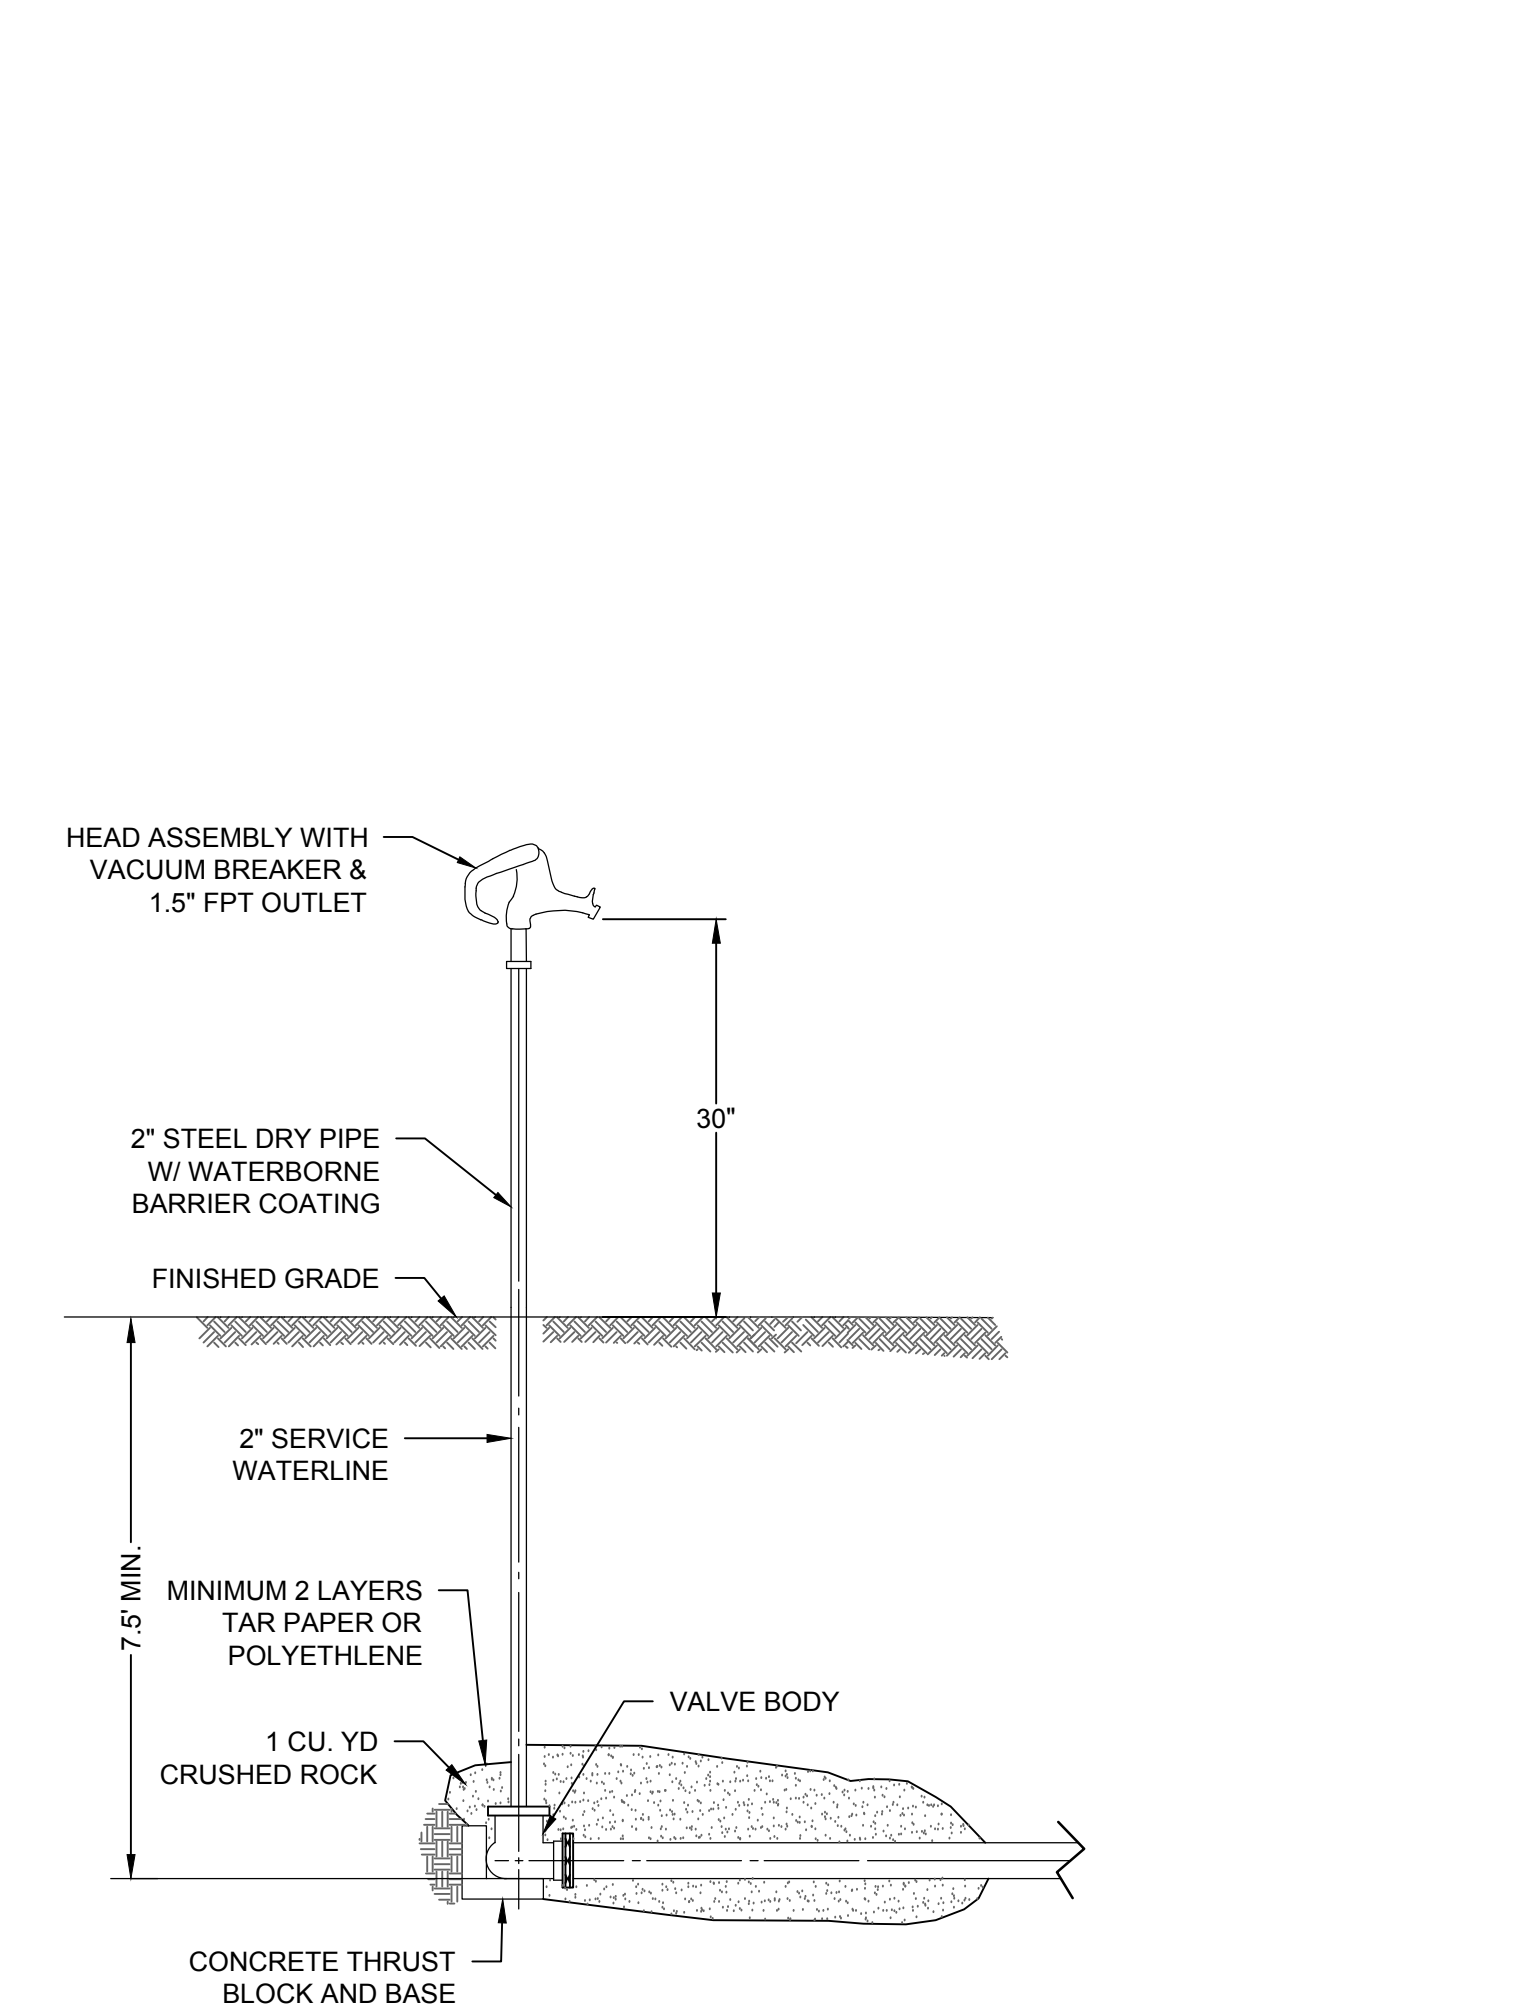 HEAD ASSEMBLY WITH
VACUUM BREAKER &
1.5" FPT OUTLET
30"
2" STEEL DRY PIPE
W/ WATERBORNE
BARRIER COATING
FINISHED GRADE
2" SERVICE
WATERLINE
7.5' MIN.
MINIMUM 2 LAYERS
TAR PAPER OR
POLYETHLENE
VALVE BODY
1 CU. YD
CRUSHED ROCK
CONCRETE THRUST
BLOCK AND BASE